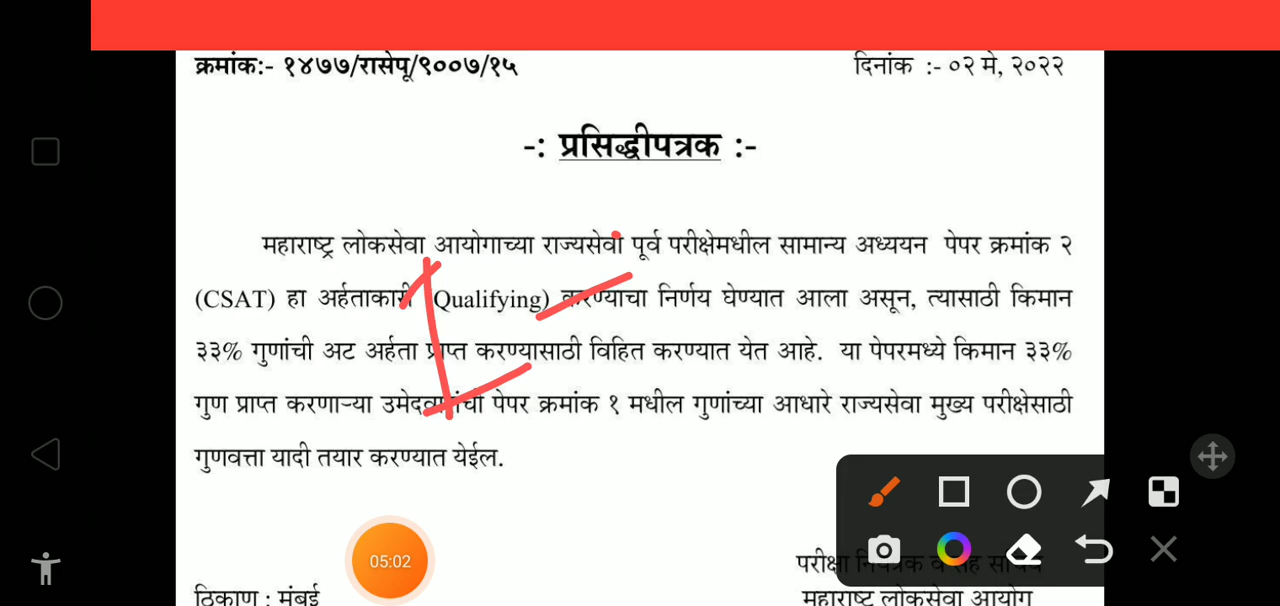 क्रमांक:- १४७७/रासेपू/९००७/१५
दिनांक :- ०२ मे, २०२२
-: प्रसिद्धीपत्रक :-
महाराष्ट्र लोकसेवा आयोगाच्या राज्यसेवा पूर्व परीक्षेमधील सामान्य अध्ययन पेपर क्रमांक २
(CSAT) हा अर्हताकारी (Qualifying) करण्याचा निर्णय घेण्यात आला असून, त्यासाठी किमान
३३% गुणांची अट अर्हता प्राप्त करण्यासाठी विहित करण्यात येत आहे. या पेपरमध्ये किमान ३३%
गुण प्राप्त करणाऱ्या उमेदवारांची पेपर क्रमांक १ मधील गुणांच्या आधारे राज्यसेवा मुख्य परीक्षेसाठी
गुणवत्ता यादी तयार करण्यात येईल.
05:02
परीक्षा नियंत्रक व सह सचिव
ठिकाण : मुंबई
महाराष्ट्र लोकसेवा आयोग